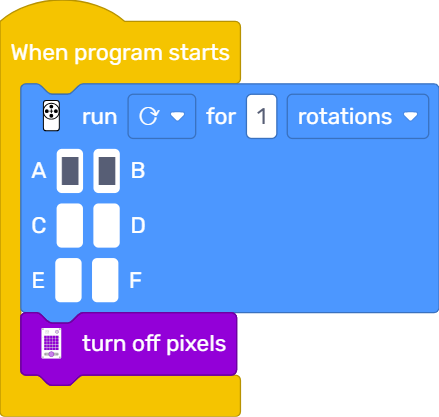 When program starts
run for 1 rotations
A B
C D
E F
turn off pixels